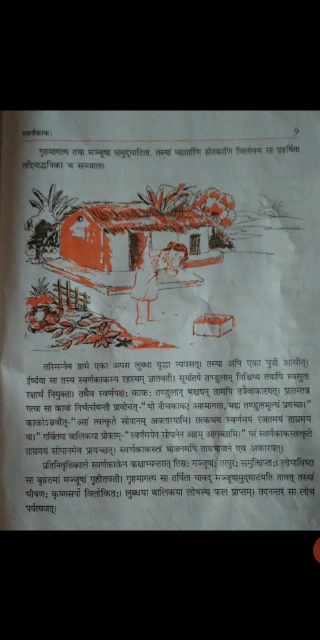 स्वर्णकाकः 9
गृहमागत्य तया मञ्जूषा समुद्घाटिता, तस्यां महार्हाणि हीरकाणि विलोक्य सा प्रहर्षिता
तद्दिनाद्धनिका च सञ्जाता।
तस्मिन्नेव ग्रामे एका अपरा लुब्धा वृद्धा न्यवसत्। तस्या अपि एका पुत्री आसीत्।
ईर्ष्यया सा तस्य स्वर्णकाकस्य रहस्यम् ज्ञातवती। सूर्यातपे तण्डुलान् निक्षिप्य तयापि स्वसुता
रक्षार्थं नियुक्ता। तथैव स्वर्णपक्षः काकः तण्डुलान् भक्षयन् तामपि तत्रैवाकारयत्। प्रातस्तत्र
गत्वा सा काकं निर्भर्त्सयन्ती प्रावोचत्-"भो नीचकाक! अहमागता, मह्यं तण्डुलमूल्यं प्रयच्छ।"
काकोऽब्रवीत्-"अहं त्वत्कृते सोपानम् अवतारयामि। तत्कथय स्वर्णमयं रजतमयं ताम्रमयं
वा।" गर्वितया बालिकया प्रोक्तम्-"स्वर्णमयेन सोपानेन अहम् आगच्छामि।" परं स्वर्णकाकस्तत्कृते
ताम्रमयं सोपानमेव प्रायच्छत्। स्वर्णकाकस्तां भोजनमपि ताम्रभाजने एव अकारयत्।
प्रतिनिवृत्तिकाले स्वर्णकाकेन कक्षाभ्यन्तरात् तिस्रः मञ्जूषाः तत्पुरः समुत्क्षिप्ताः। लोभाविष्टा
सा बृहत्तमां मञ्जूषां गृहीतवती। गृहमागत्य सा तर्षिता यावद् मञ्जूषामुद्घाटयति तावत् तस्यां
भीषणः कृष्णसर्पो विलोकितः। लुब्धया बालिकया लोभस्य फलं प्राप्तम्। तदनन्तरं सा लोभं
पर्यत्यजत्।